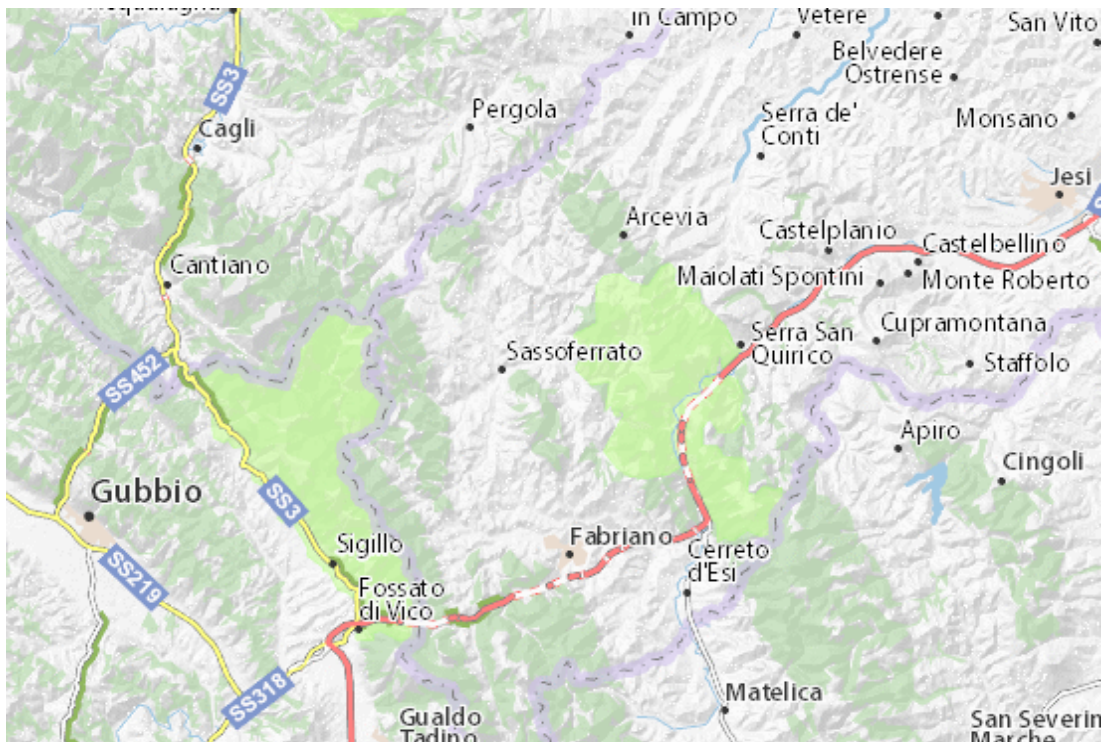 in Campo
Vetere
San Vito
Belvedere
Ostrense
SS3
Pergola
Serra de'
Conti
Monsano
Cagli
Jesi
Arcevia
Castelplanio
Castelbellino
Cantiano
Maiolati Spontini
Monte Roberto
Serra San
Quirico
Cupramontana
Sassoferrato
Staffolo
SS452
Apiro
Cingoli
Gubbio
SS3
Sigillo
Fabriano
Cerreto
d'Esi
SS219
Fossato
di Vico
SS318
Matelica
Gualdo
Tadino
San Severin
Marche